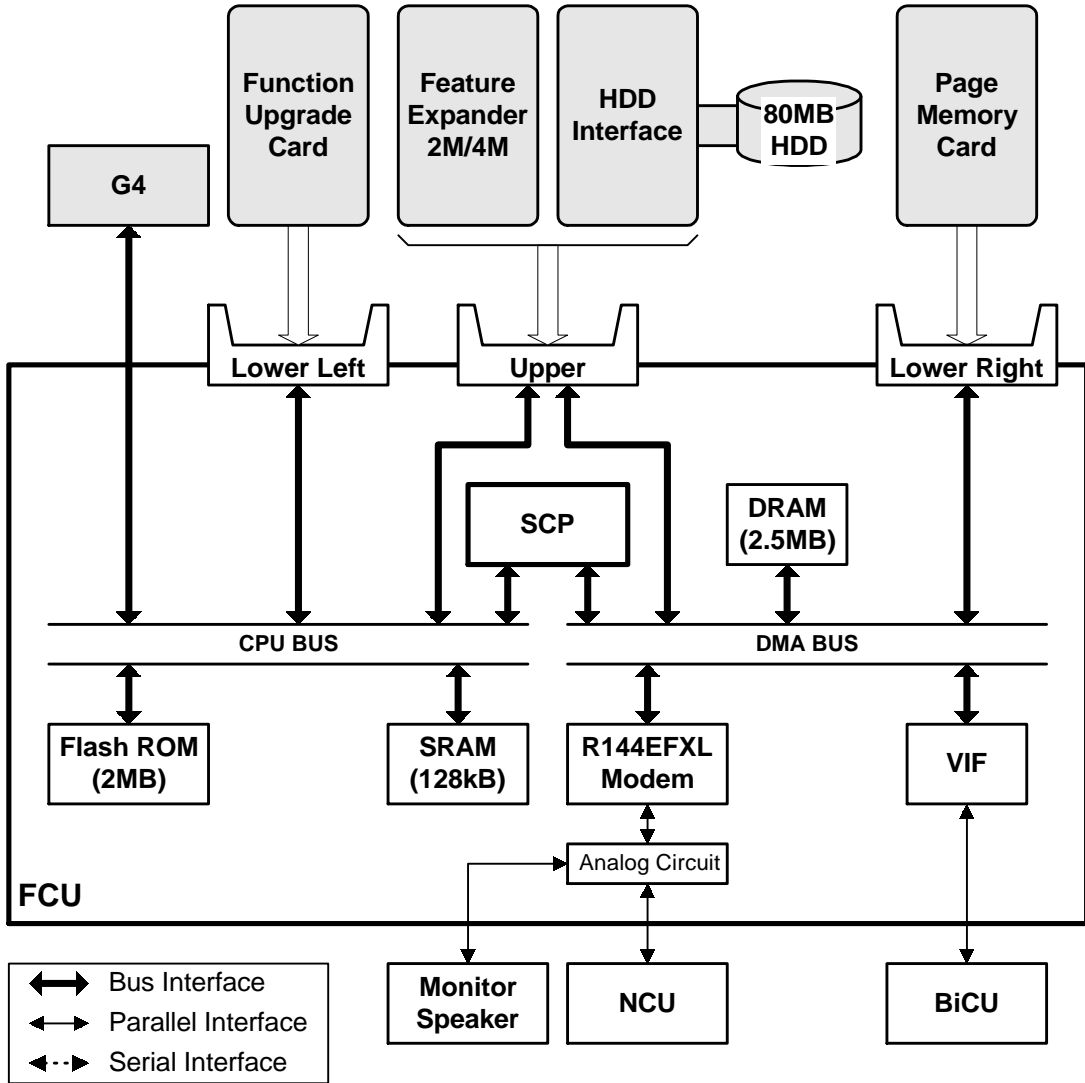 Function
Upgrade
Card
Feature
Expander
2M/4M
HDD
Interface
80MB
HDD
Page
Memory
Card
G4
Lower Left
Upper
Lower Right
SCP
DRAM
(2.5MB)
CPU BUS
DMA BUS
Flash ROM
(2MB)
SRAM
(128kB)
R144EFXL
Modem
VIF
Analog Circuit
FCU
Monitor
Speaker
NCU
BiCU
Bus Interface
Parallel Interface
Serial Interface